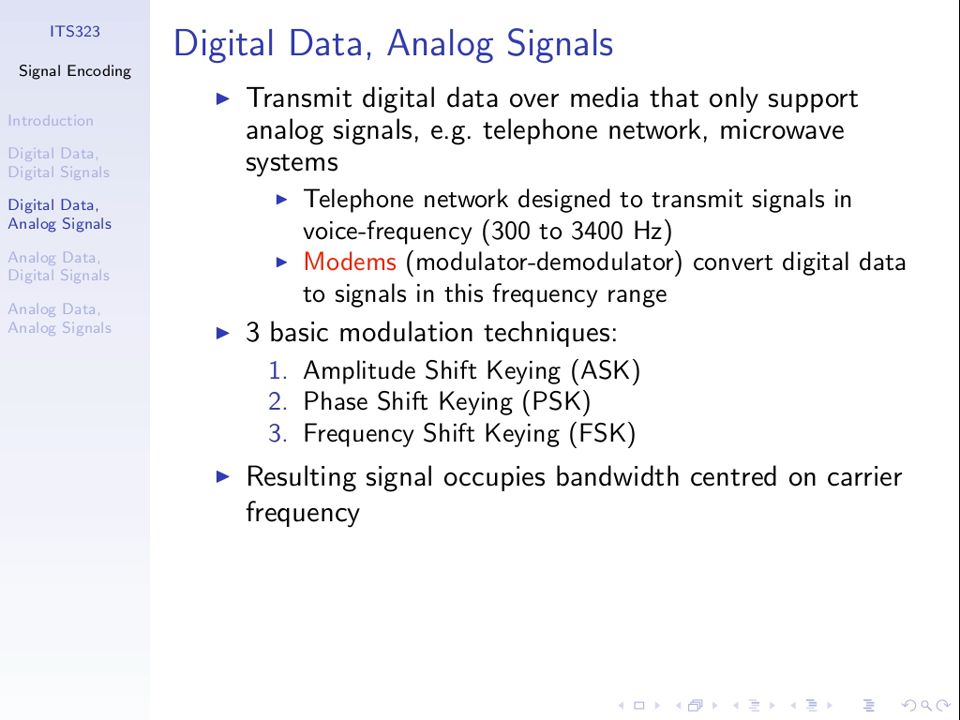 ITS323
Signal Encoding
Introduction
Digital Data,
Digital Signals
Digital Data,
Analog Signals
Analog Data,
Digital Signals
Analog Data,
Analog Signals
Digital Data, Analog Signals
Transmit digital data over media that only support
analog signals, e.g. telephone network, microwave
systems
Telephone network designed to transmit signals in
voice-frequency (300 to 3400 Hz)
Modems (modulator-demodulator) convert digital data
to signals in this frequency range
3 basic modulation techniques:
1. Amplitude Shift Keying (ASK)
2. Phase Shift Keying (PSK)
3. Frequency Shift Keying (FSK)
Resulting signal occupies bandwidth centred on carrier
frequency